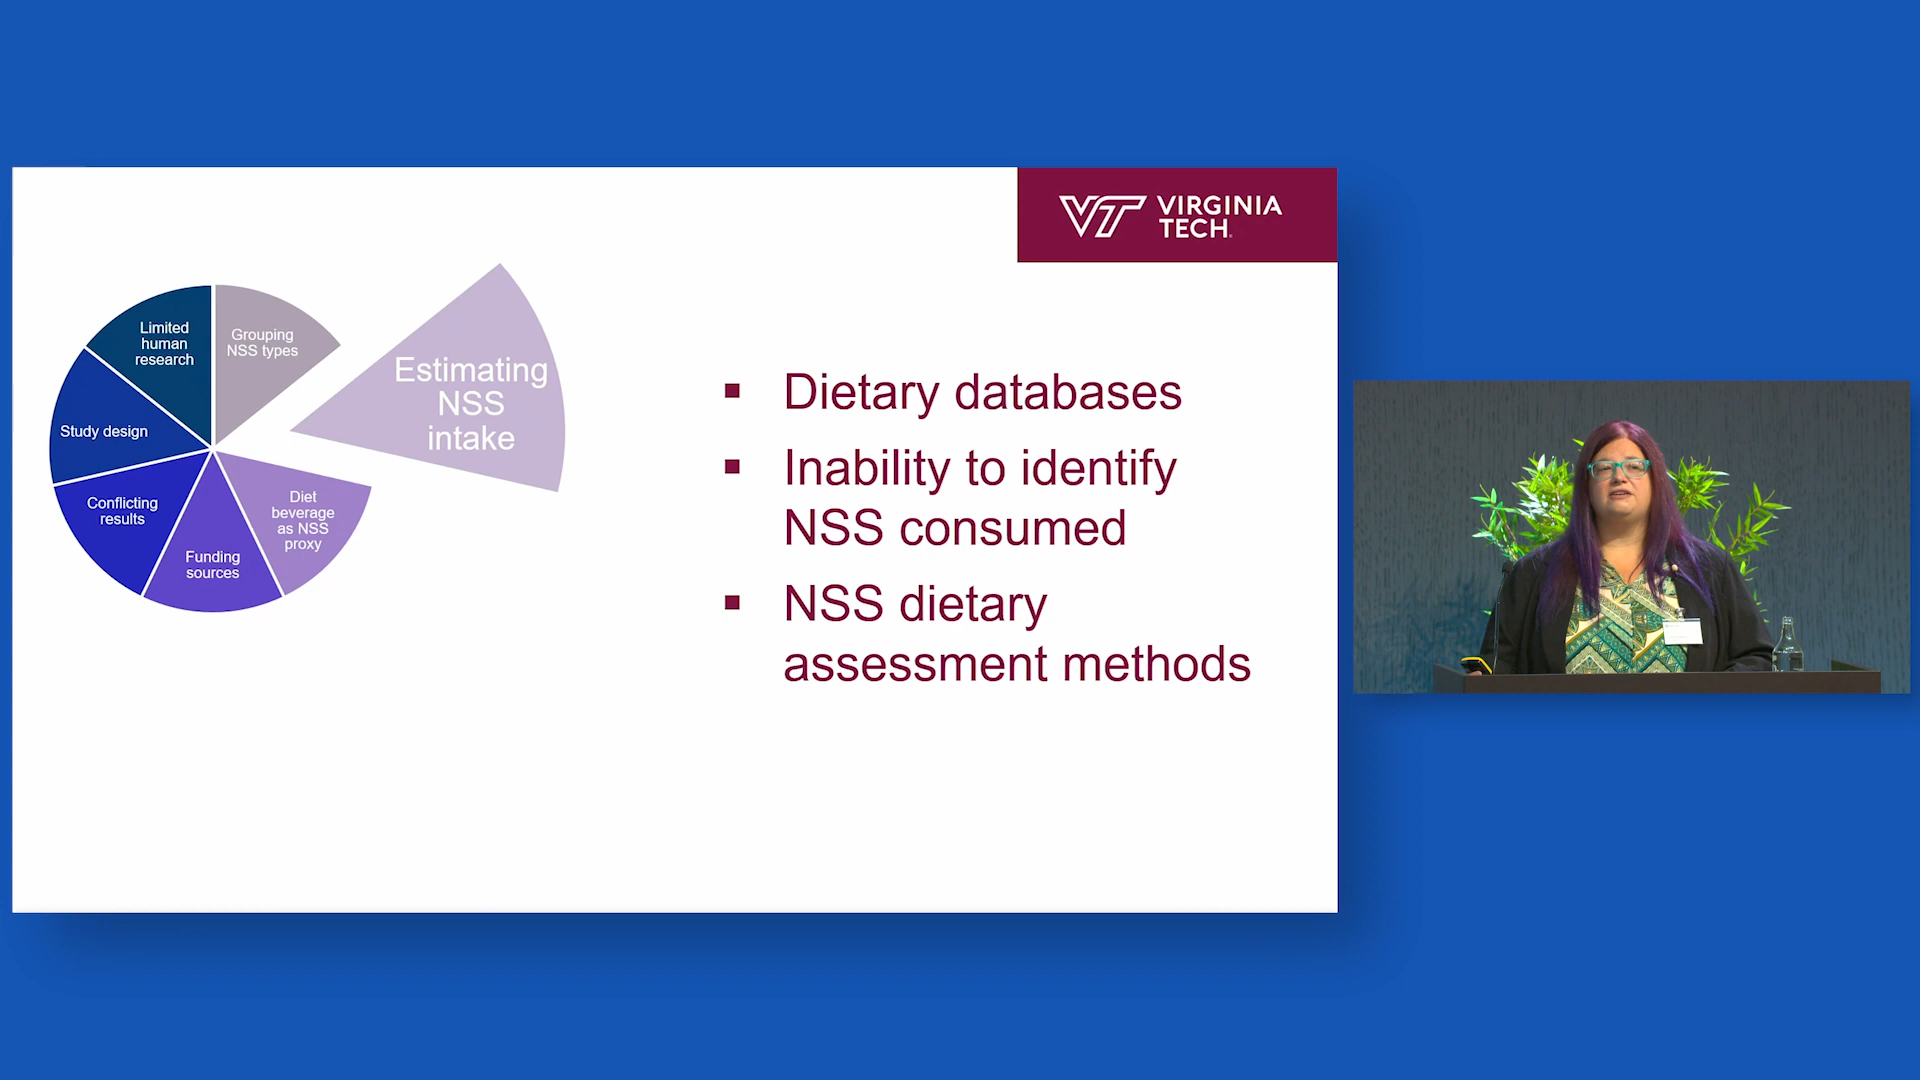 VT VIRGINIA
TECH
Limited
human
research
Grouping
NSS types
Estimating
NSS
intake
Study design
Conflicting
results
Funding
sources
Diet
beverage
as NSS
proxy
▪ Dietary databases
▪ Inability to identify
NSS consumed
▪ NSS dietary
assessment methods